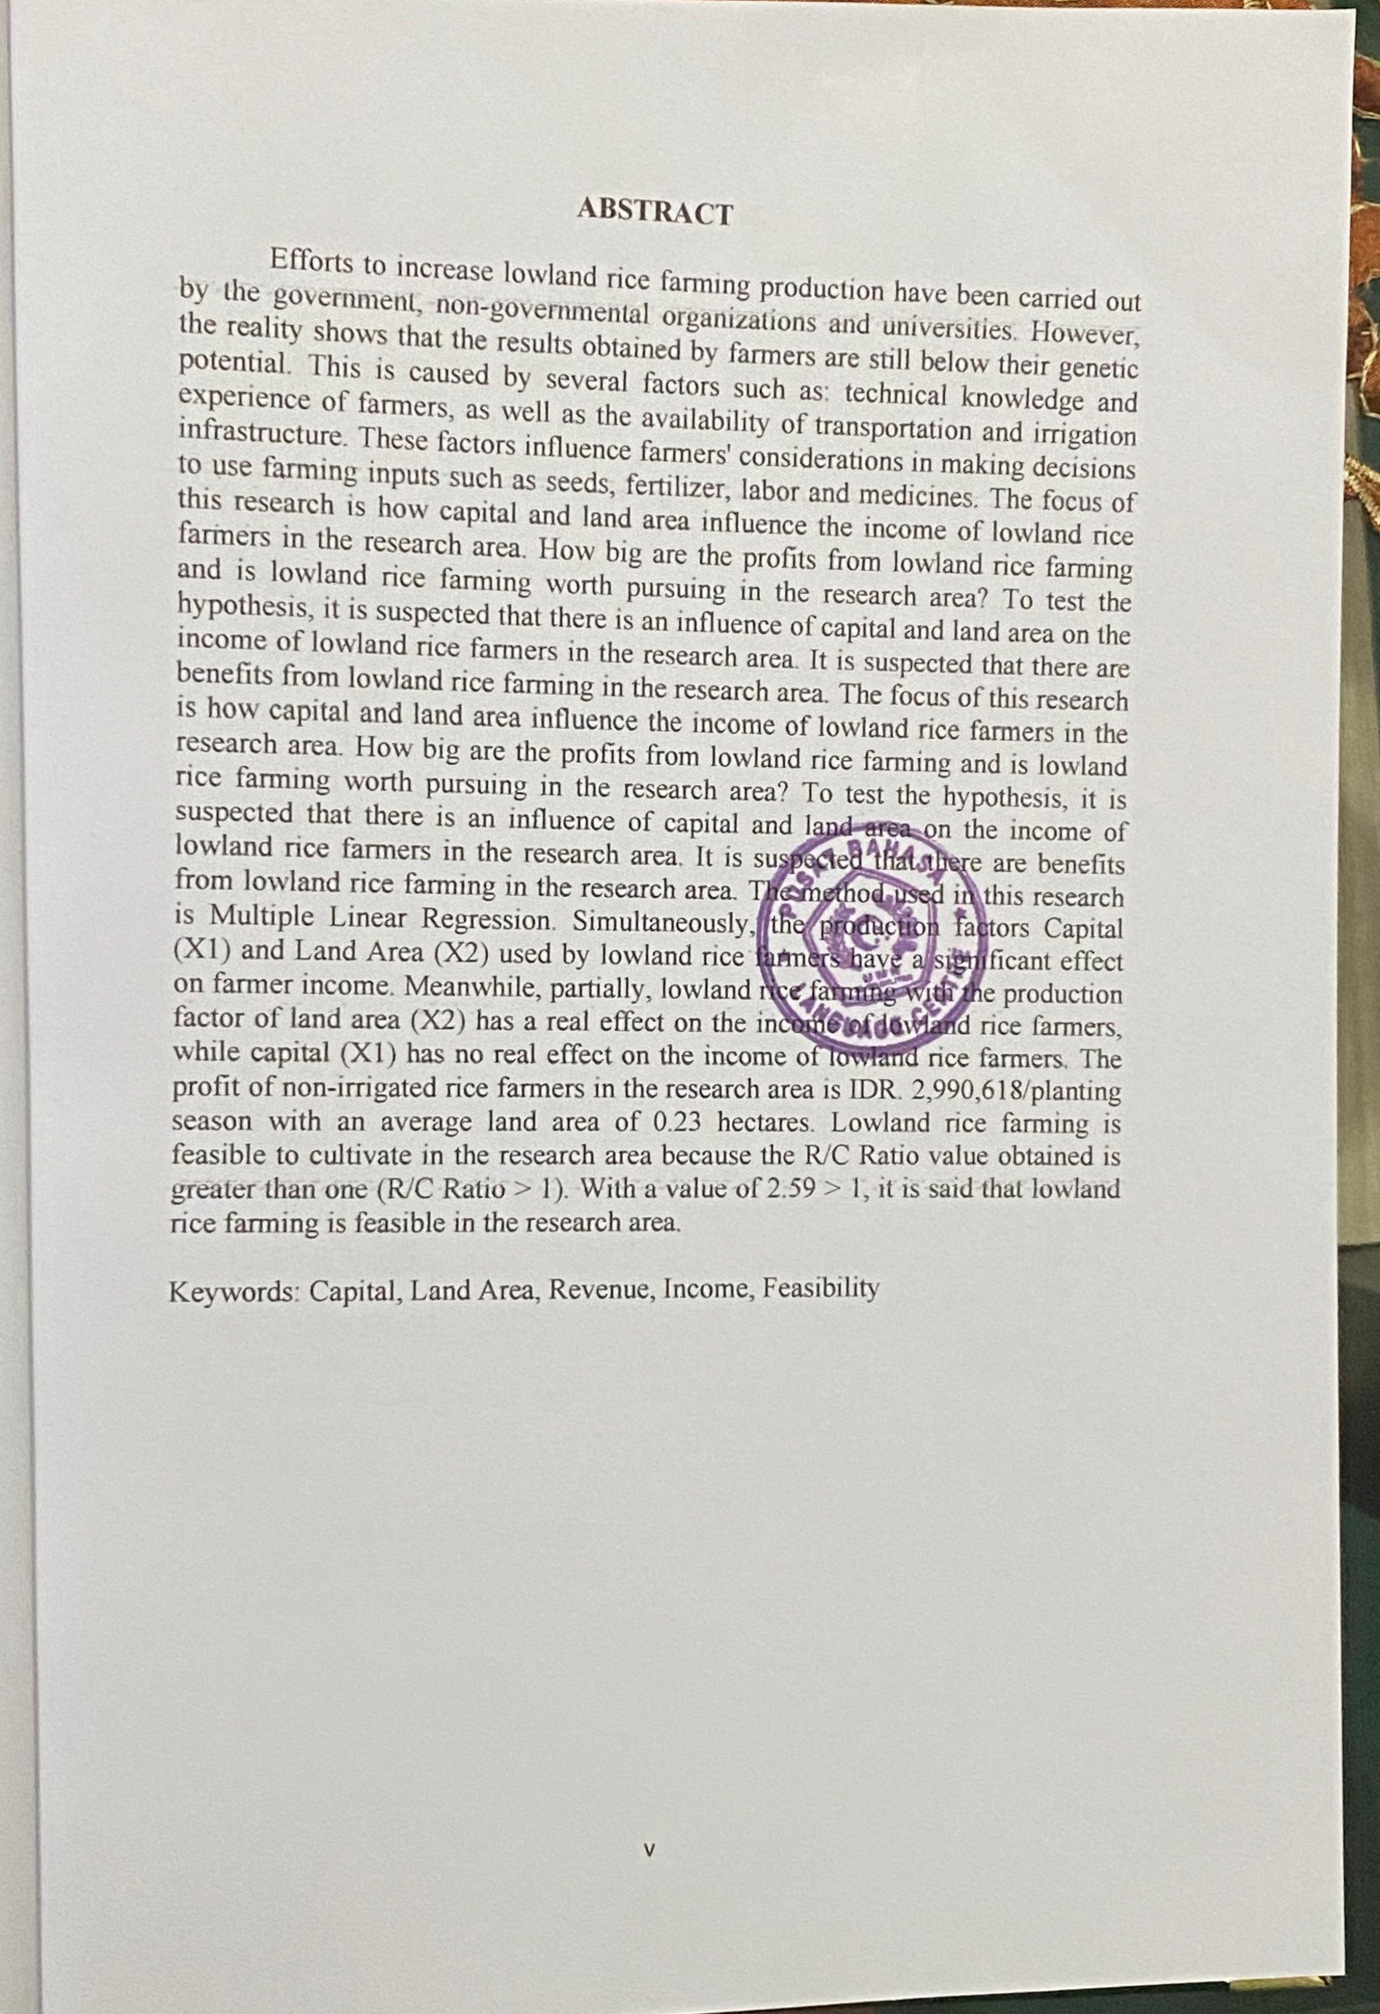 ABSTRACT
Efforts to increase lowland rice farming production have been carried out
by the government, non-governmental organizations and universities. However,
the reality shows that the results obtained by farmers are still below their genetic
potential. This is caused by several factors such as: technical knowledge and
experience of farmers, as well as the availability of transportation and irrigation
infrastructure. These factors influence farmers' considerations in making decisions
to use farming inputs such as seeds, fertilizer, labor and medicines. The focus of
this research is how capital and land area influence the income of lowland rice
farmers in the research area. How big are the profits from lowland rice farming
and is lowland rice farming worth pursuing in the research area? To test the
hypothesis, it is suspected that there is an influence of capital and land area on the
income of lowland rice farmers in the research area. It is suspected that there are
benefits from lowland rice farming in the research area. The focus of this research
is how capital and land area influence the income of lowland rice farmers in the
research area. How big are the profits from lowland rice farming and is lowland
rice farming worth pursuing in the research area? To test the hypothesis, it is
suspected that there is an influence of capital and land area on the income of
lowland rice farmers in the research area. It is suspected that there are benefits
from lowland rice farming in the research area. The method used in this research
is Multiple Linear Regression. Simultaneously, the production factors Capital
(X1) and Land Area (X2) used by lowland rice farmers have a significant effect
on farmer income. Meanwhile, partially, lowland rice farming with the production
factor of land area (X2) has a real effect on the income of lowland rice farmers,
while capital (X1) has no real effect on the income of lowland rice farmers. The
profit of non-irrigated rice farmers in the research area is IDR. 2,990,618/planting
season with an average land area of 0.23 hectares. Lowland rice farming is
feasible to cultivate in the research area because the R/C Ratio value obtained is
greater than one (R/C Ratio > 1). With a value of 2.59 > 1, it is said that lowland
rice farming is feasible in the research area.
Keywords: Capital, Land Area, Revenue, Income, Feasibility
PUSAT BAHASA
LANGUAGE CENTRE
v